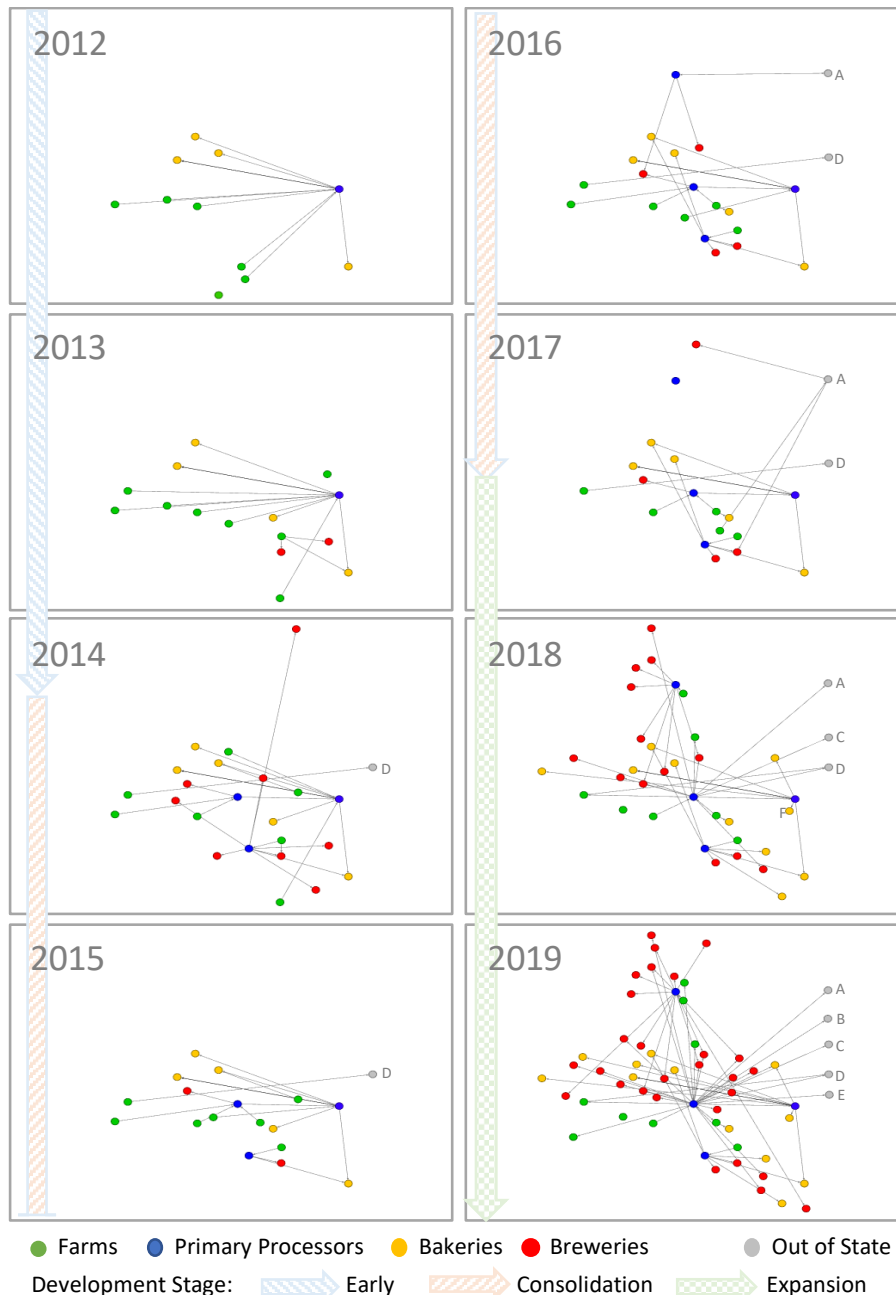 2012
2016
A
D
2013
2017
A
D
2014
D
2018
A
C
D
F
2015
D
2019
A
B
C
D
E
Farms Primary Processors Bakeries Breweries Out of State
Development Stage: Early Consolidation Expansion